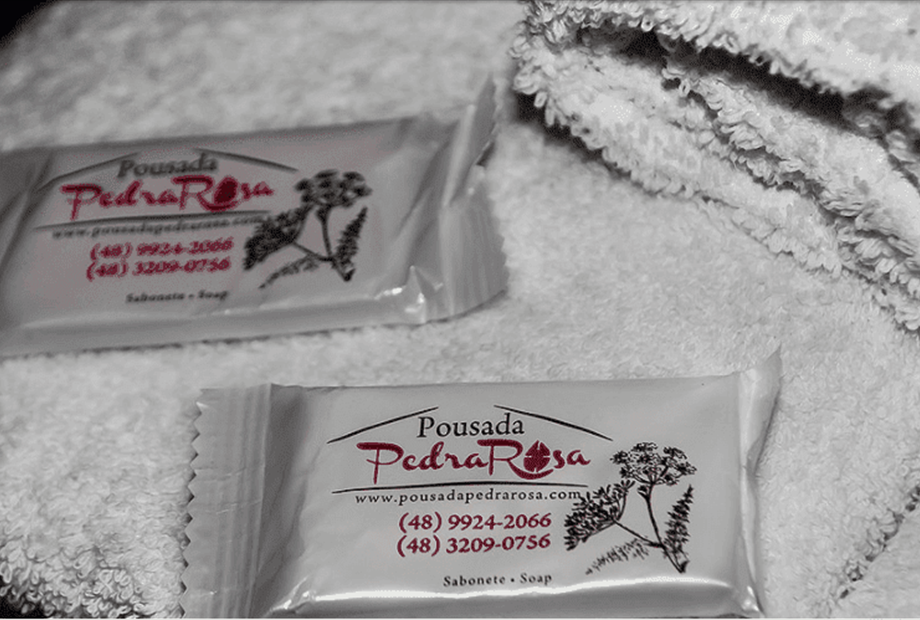 Pousada
PedraRosa
www.pousadapedrarosa.com
(48) 9924-2066
(48) 3209-0756
Sabonete • Soap
Pousada
PedraRosa
www.pousadapedrarosa.com
(48) 9924-2066
(48) 3209-0756
Sabonete • Soap